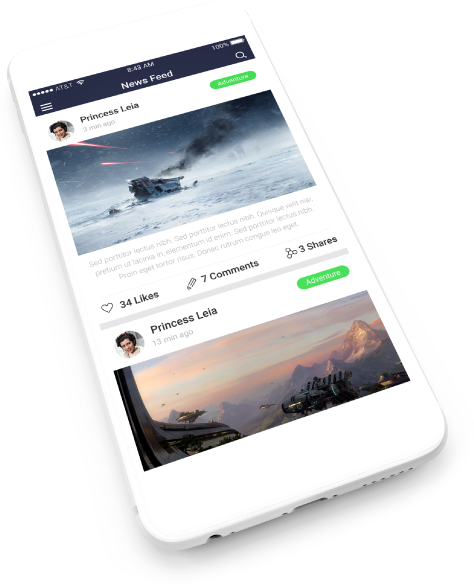 AT&T 8:43 AM 100%
News Feed
Princess Leia Adventure
3 min ago
Sed porttitor lectus nibh. Sed porttitor lectus nibh. Quisque velit nisi,
pretium ut lacinia in, elementum id enim. Sed porttitor lectus nibh.
Proin eget tortor risus. Donec rutrum congue leo eget.
34 Likes 7 Comments 3 Shares
Princess Leia Adventure
13 min ago